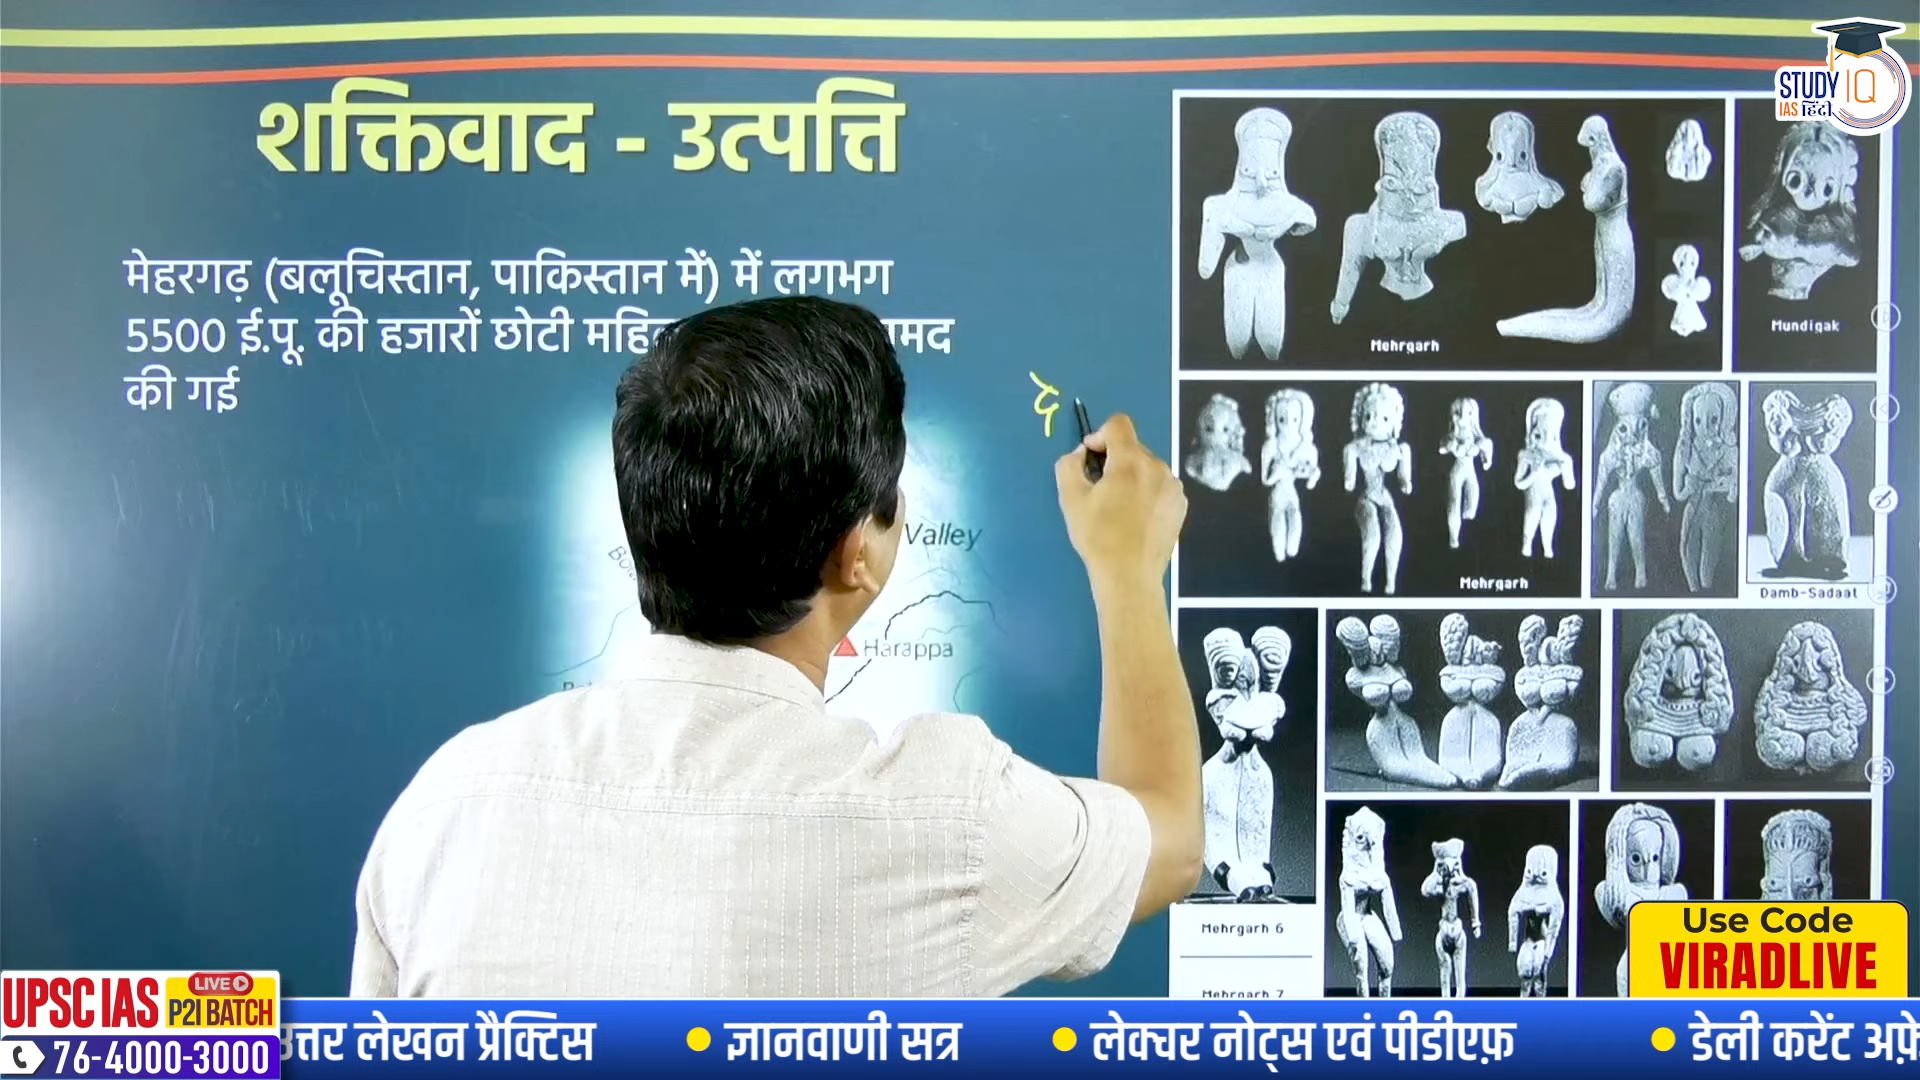 शक्तिवाद - उत्पत्ति
मेहरगढ़ (बलूचिस्तान, पाकिस्तान में) में लगभग
5500 ई.पू. की हजारों छोटी
की गई
Valley
Harappa
Mehrgarh
Mundigak
Mehrgarh
Damb-Sadaat
Mehrgarh 6
Mehrgarh 7
STUDY IQ
IAS हिंदी
Use Code
VIRADLIVE
UPSC IAS
LIVE
P2I BATCH
76-4000-3000
उत्तर लेखन प्रैक्टिस • ज्ञानवाणी सत्र • लेक्चर नोट्स एवं पीडीएफ़ • डेली करेंट